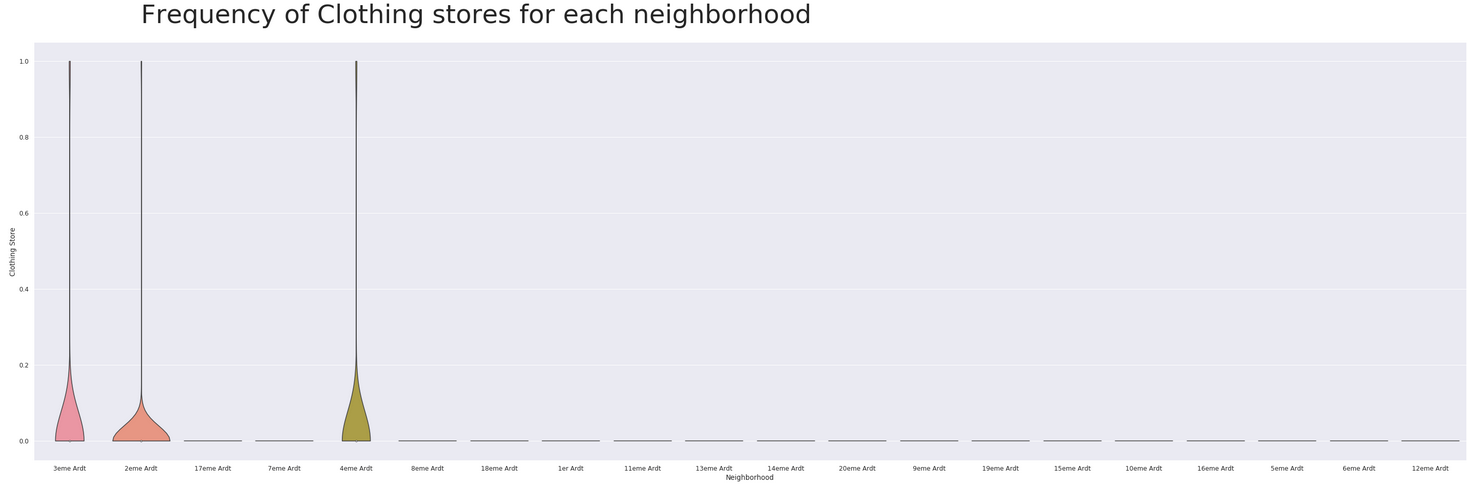 Frequency of Clothing stores for each neighborhood
1.0
0.8
0.6
0.4
0.2
0.0
Clothing Store
3eme Ardt 2eme Ardt 17eme Ardt 7eme Ardt 4eme Ardt 8eme Ardt 18eme Ardt 1er Ardt 11eme Ardt 13eme Ardt 14eme Ardt 20eme Ardt 9eme Ardt 19eme Ardt 15eme Ardt 10eme Ardt 16eme Ardt 5eme Ardt 6eme Ardt 12eme Ardt
Neighborhood